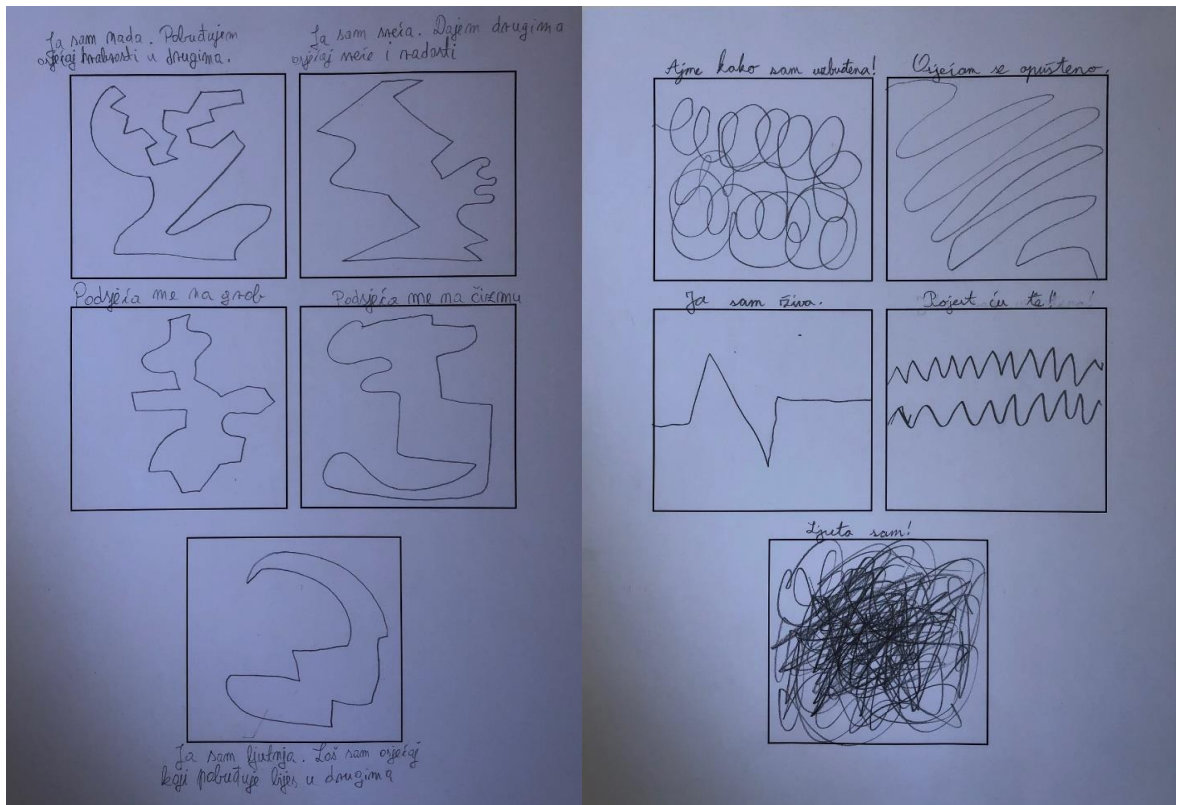 Ja sam nada. Pobuđujem
osjećaj hrabrosti u drugima.
Ja sam sreća. Dajem drugima
osjećaj sreće i radosti
Podsjeća me na grob
Podsjeća me na čizmu
Ja sam ljutnja. Loš sam osjećaj
koji pobuđuje bijes u drugima
Ajme kako sam uzbuđena!
Osjećam se opušteno.
Ja sam živa.
Pojest ću te!
Ljuta sam!